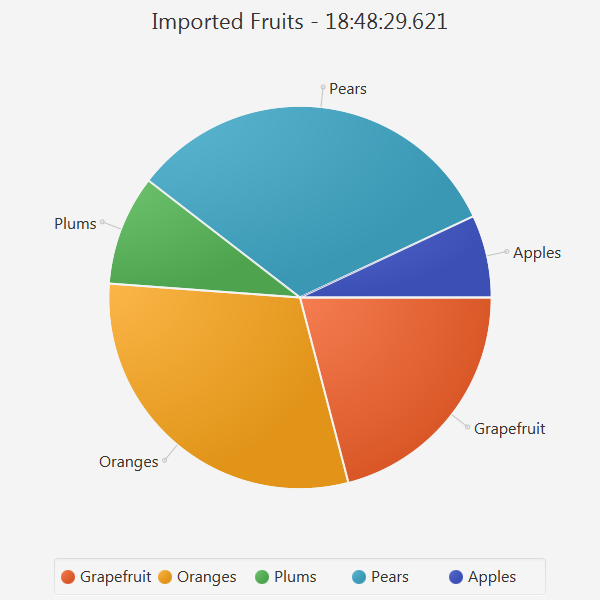 Imported Fruits - 18:48:29.621
Pears
Plums
Apples
Grapefruit
Oranges
Grapefruit Oranges Plums Pears Apples